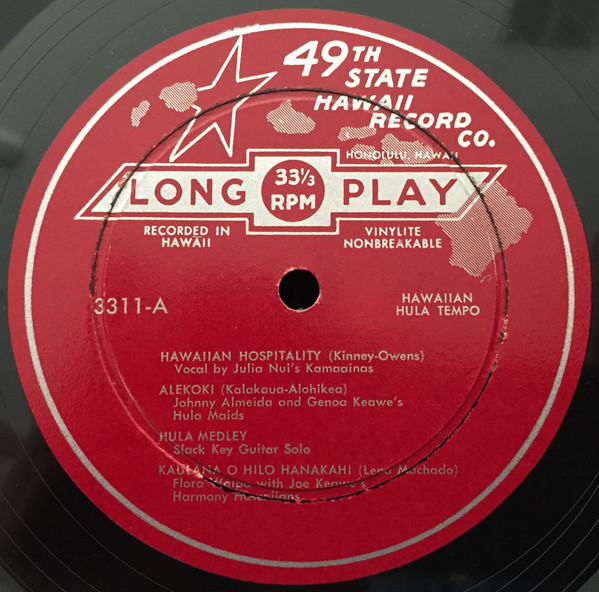 49TH
STATE
HAWAII
RECORD
CO.
HONOLULU, HAWAII
LONG PLAY
33⅓
RPM
RECORDED IN
HAWAII
VINYLITE
NONBREAKABLE
3311-A
HAWAIIAN
HULA TEMPO
HAWAIIAN HOSPITALITY (Kinney-Owens)
Vocal by Julia Nui's Kamaainas
ALEKOKI (Kalakaua-Alohikea)
Johnny Almeida and Genoa Keawe's
Hula Maids
HULA MEDLEY
Slack Key Guitar Solo
KAULANA O HILO HANAKAHI (Lena Machado)
Flora Waipa with Joe Keawe's
Harmony Hawaiians